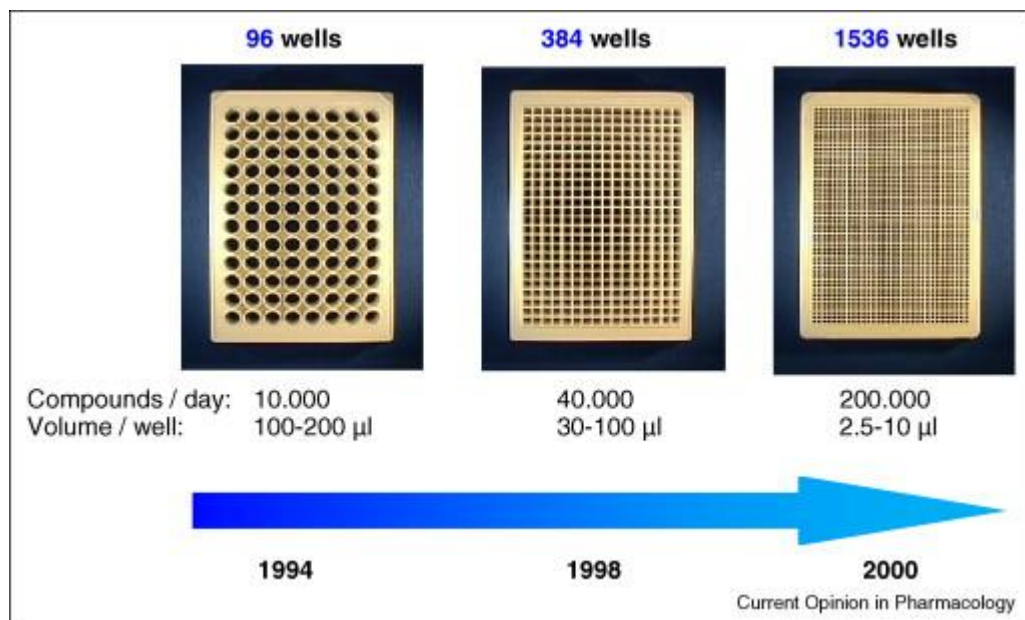 96 wells 384 wells 1536 wells
Compounds / day: 10.000 40.000 200.000
Volume / well: 100-200 µl 30-100 µl 2.5-10 µl
1994 1998 2000
Current Opinion in Pharmacology